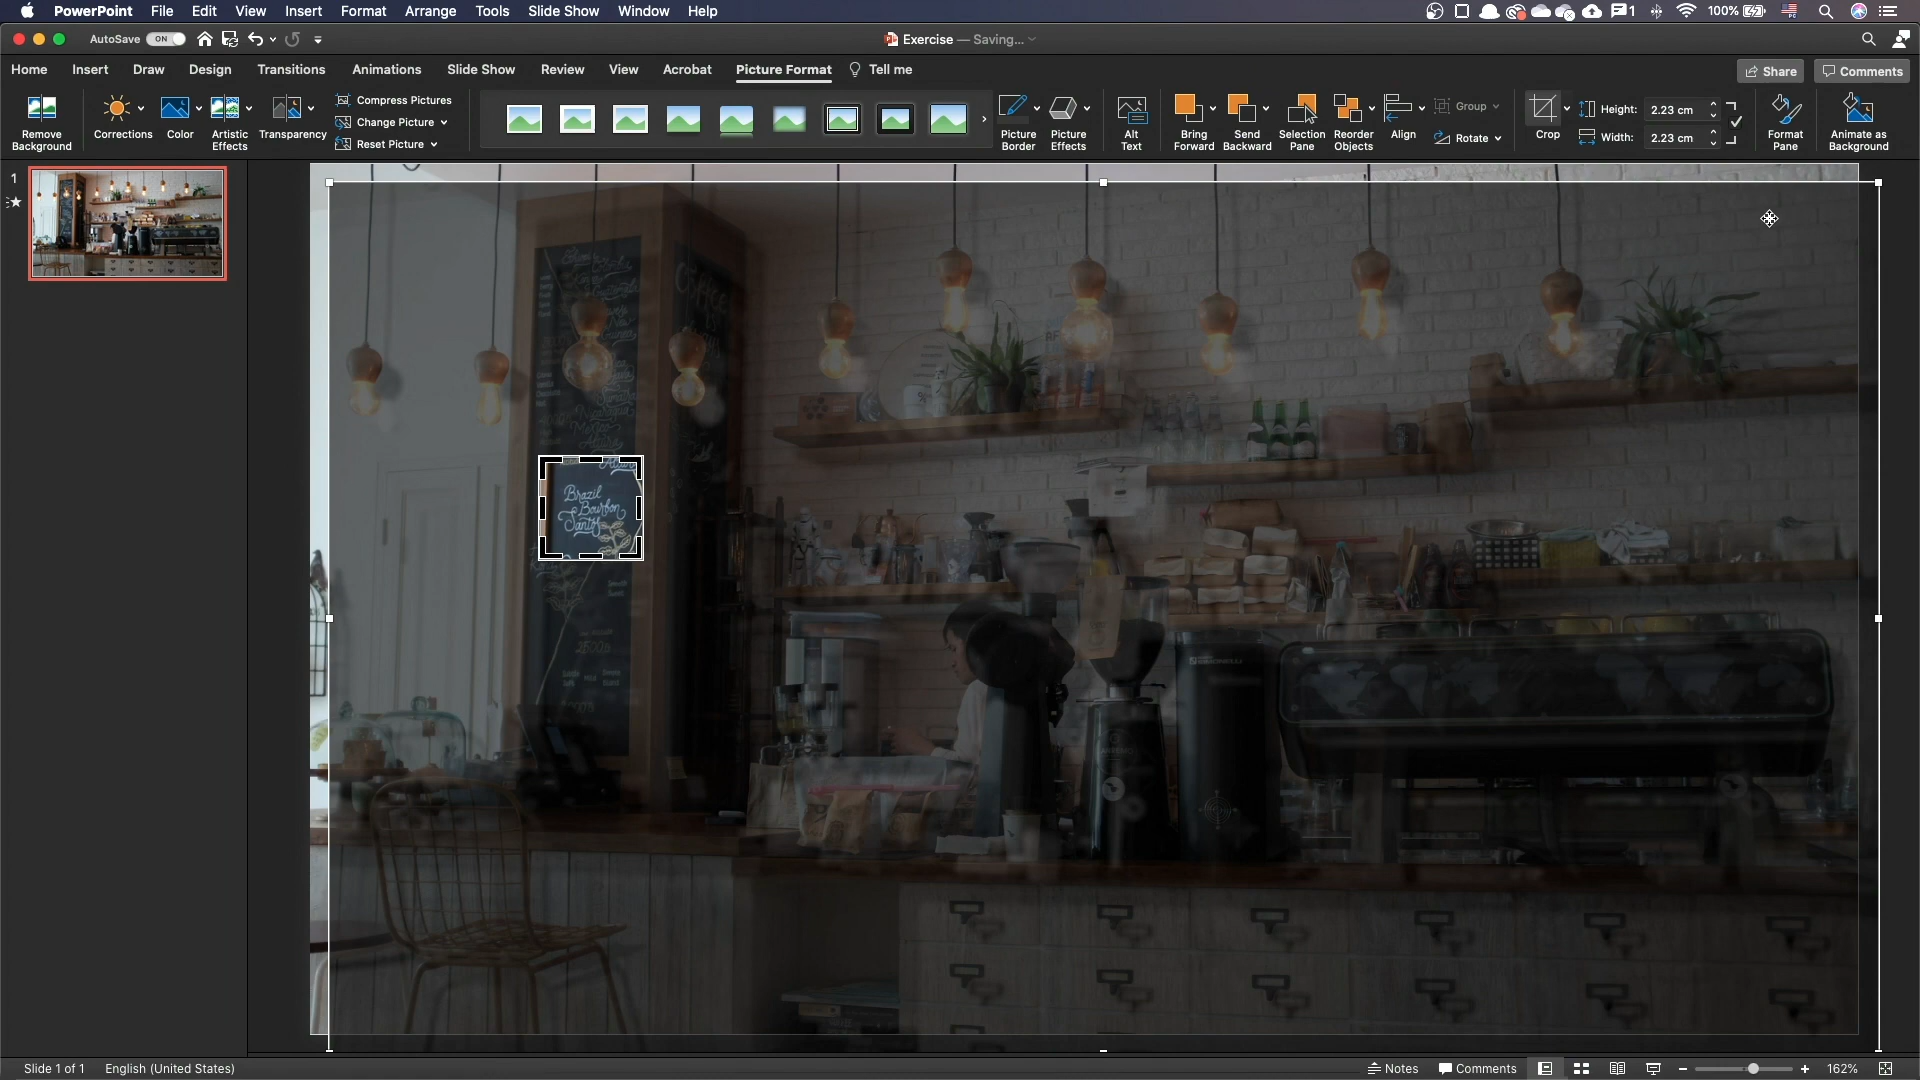 PowerPoint File Edit View Insert Format Arrange Tools Slide Show Window Help
1 100%
AutoSave ON
Exercise — Saving...
Home Insert Draw Design Transitions Animations Slide Show Review View Acrobat Picture Format Tell me
Share Comments
Remove Background
Corrections
Color
Artistic Effects
Transparency
Compress Pictures
Change Picture
Reset Picture
Picture Border
Picture Effects
Alt Text
Bring Forward
Send Backward
Selection Pane
Reorder Objects
Align
Group
Rotate
Crop
Height: 2.23 cm
Width: 2.23 cm
Format Pane
Animate as Background
1
Brazil
Bourbon
Santos
Slide 1 of 1 English (United States)
Notes Comments 162%